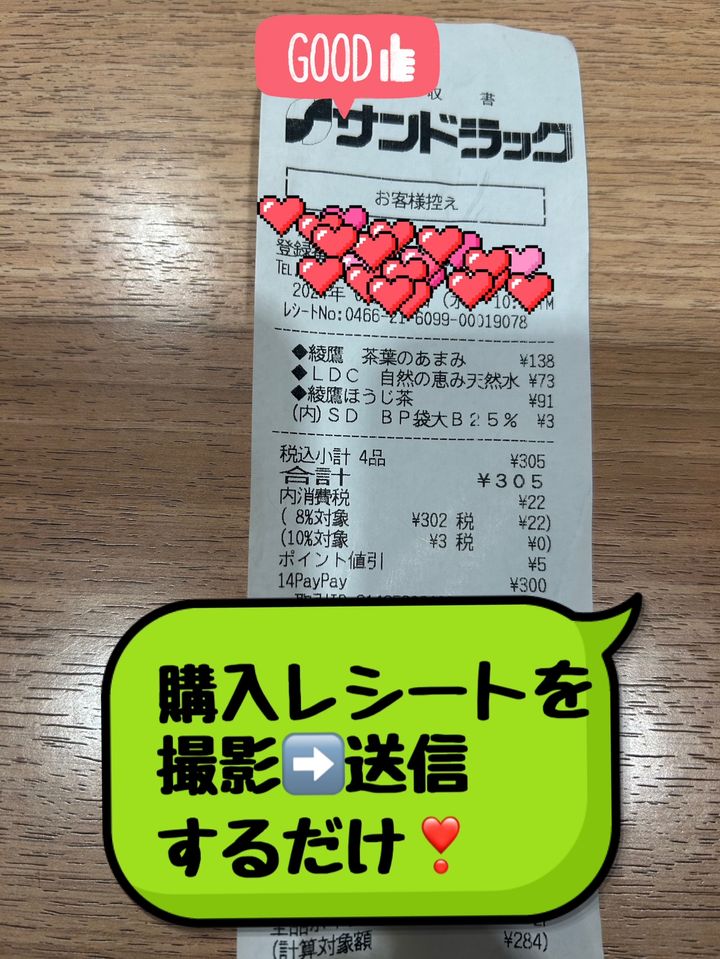 GOOD
収 書
サンドラッグ
お客様控え
登録
TEL
レシートNo:0466-21-6099-00019078
◆綾鷹 茶葉のあまみ ¥138
◆LDC 自然の恵み天然水 ¥73
◆綾鷹ほうじ茶 ¥91
(内)SD BP袋大B25% ¥3
税込小計 4品 ¥305
合計 ¥305
内消費税 ¥22
( 8%対象 ¥302 税 ¥22)
(10%対象 ¥3 税 ¥0)
ポイント値引 ¥5
14PayPay ¥300
購入レシートを
撮影➡送信
するだけ❣
(計算対象額 ¥284)